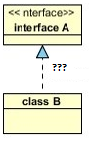 << nterface>>
interface A
???
class B